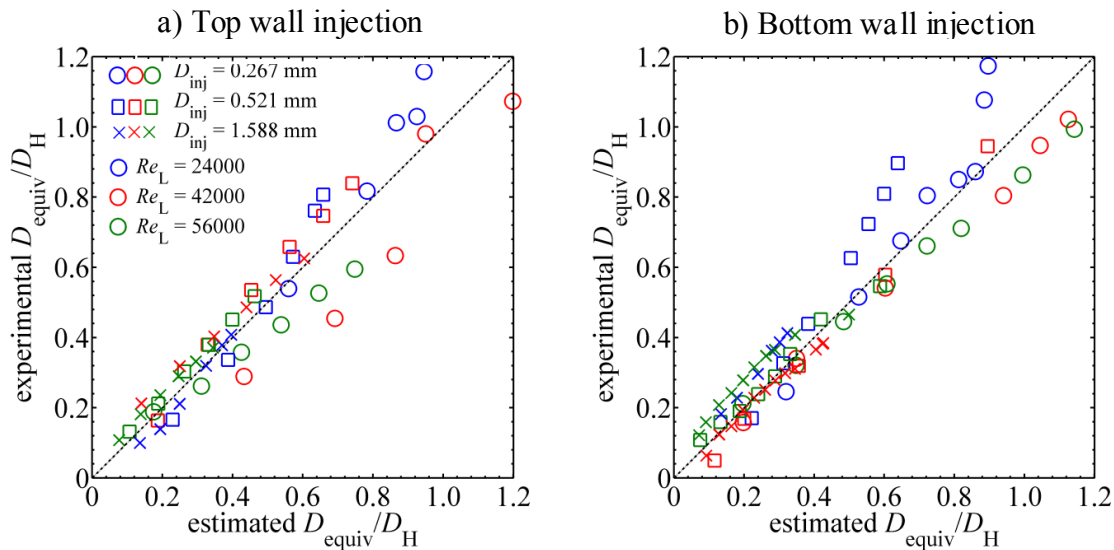 a) Top wall injection
1.2
1.0
0.8
0.6
0.4
0.2
0
experimental D_equiv/D_H
D_inj = 0.267 mm
D_inj = 0.521 mm
D_inj = 1.588 mm
Re_L = 24000
Re_L = 42000
Re_L = 56000
0 0.2 0.4 0.6 0.8 1.0 1.2
estimated D_equiv/D_H
b) Bottom wall injection
1.2
1.0
0.8
0.6
0.4
0.2
0
experimental D_equiv/D_H
0 0.2 0.4 0.6 0.8 1.0 1.2
estimated D_equiv/D_H